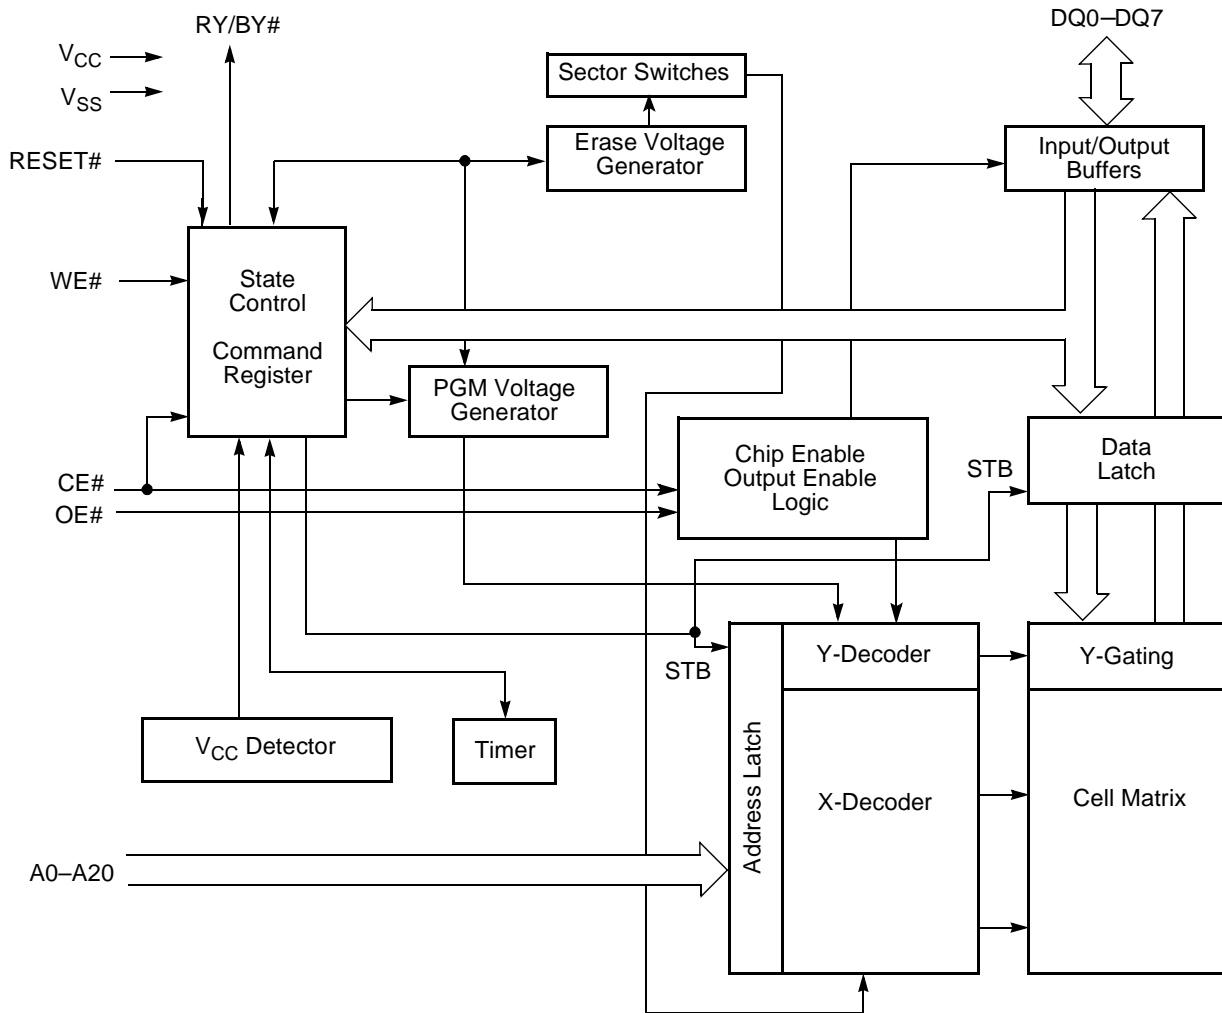 RY/BY#
DQ0–DQ7
VCC
VSS
Sector Switches
Erase Voltage
Generator
Input/Output
Buffers
RESET#
WE#
State
Control
Command
Register
PGM Voltage
Generator
Chip Enable
Output Enable
Logic
STB
Data
Latch
CE#
OE#
STB
Y-Decoder
Y-Gating
VCC Detector
Timer
Address Latch
X-Decoder
Cell Matrix
A0–A20